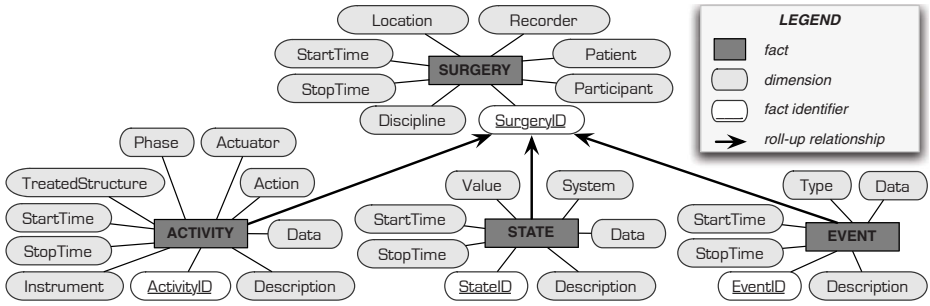 Location
Recorder
StartTime
Patient
SURGERY
StopTime
Participant
Discipline
SurgeryID
LEGEND
fact
dimension
fact identifier
roll-up relationship
Phase
Actuator
TreatedStructure
Action
StartTime
ACTIVITY
Data
StopTime
Instrument
ActivityID
Description
Value
System
StartTime
STATE
Data
StopTime
StateID
Description
Type
Data
StartTime
EVENT
StopTime
EventID
Description